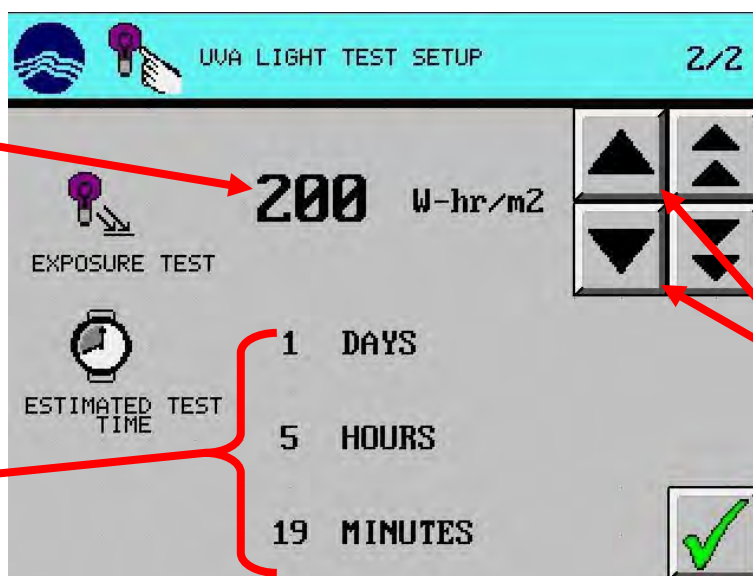 UVA LIGHT TEST SETUP 2/2
200 W-hr/m2
EXPOSURE TEST
1 DAYS
ESTIMATED TEST
TIME
5 HOURS
19 MINUTES